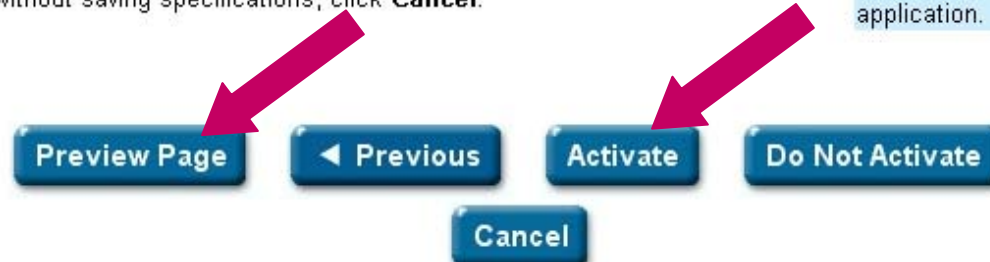 without saving specifications, click Cancel.
application.
Preview Page
◀ Previous
Activate
Do Not Activate
Cancel